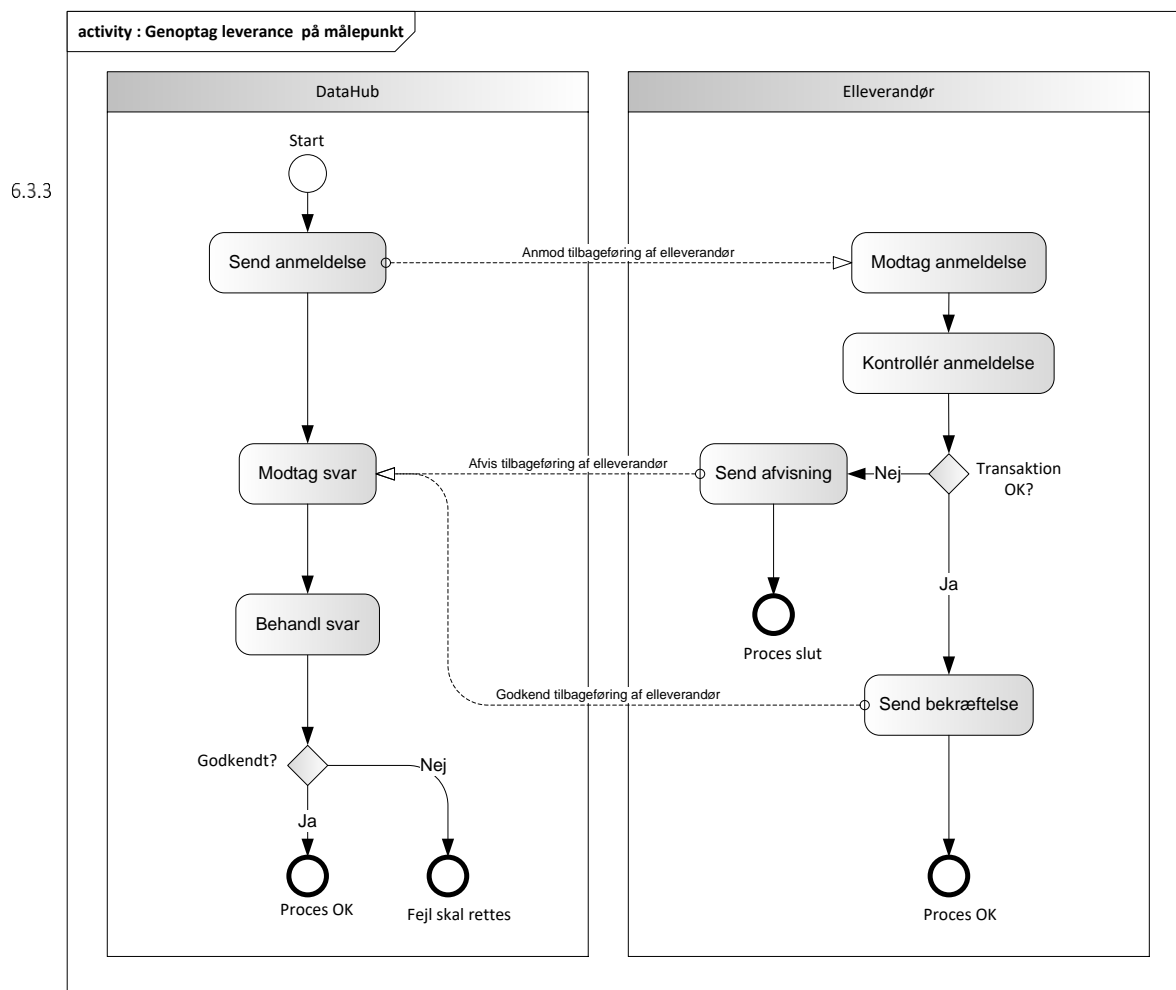 activity : Genoptag leverance på målepunkt
DataHub
Elleverandør
6.3.3
Start
Send anmeldelse
Anmod tilbageføring af elleverandør
Modtag anmeldelse
Kontrollér anmeldelse
Modtag svar
Afvis tilbageføring af elleverandør
Send afvisning
Nej
Transaktion
OK?
Ja
Behandl svar
Proces slut
Godkend tilbageføring af elleverandør
Send bekræftelse
Godkendt?
Nej
Ja
Proces OK
Fejl skal rettes
Proces OK